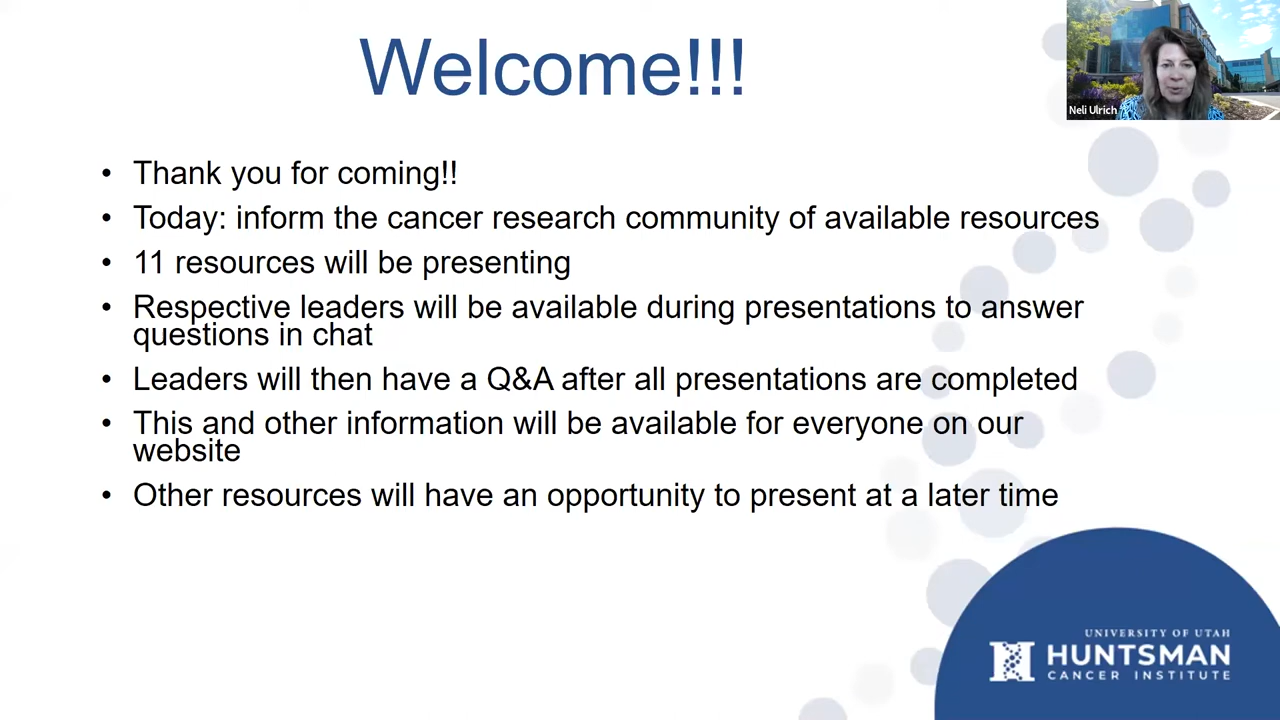 Welcome!!!
Neli Ulrich
• Thank you for coming!!
• Today: inform the cancer research community of available resources
• 11 resources will be presenting
• Respective leaders will be available during presentations to answer
questions in chat
• Leaders will then have a Q&A after all presentations are completed
• This and other information will be available for everyone on our
website
• Other resources will have an opportunity to present at a later time
UNIVERSITY OF UTAH
HUNTSMAN
CANCER INSTITUTE